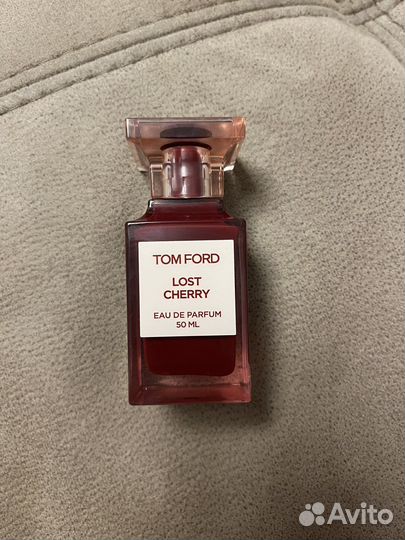 TOM FORD
LOST
CHERRY
EAU DE PARFUM
50 ML
Avito